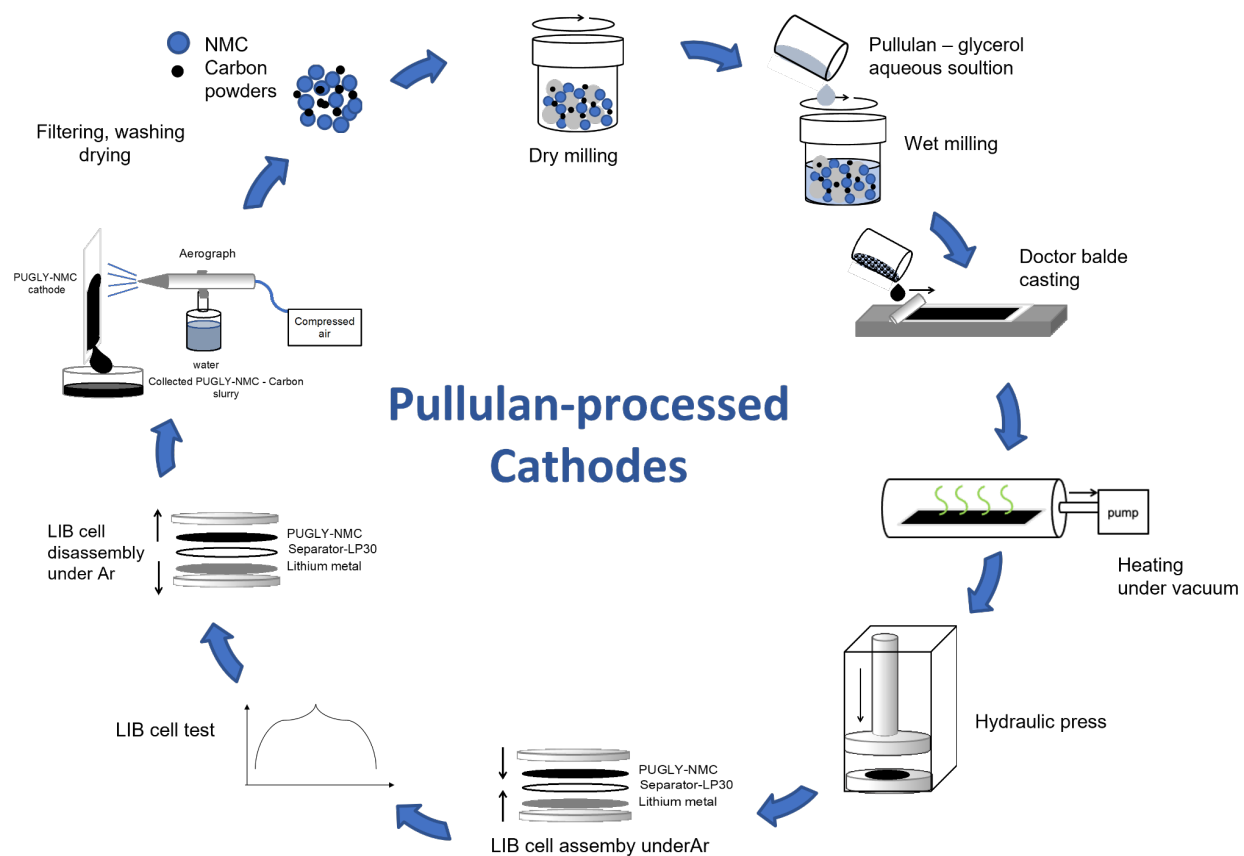 NMC
Carbon
powders
Dry milling
Pullulan – glycerol
aqueous soultion
Wet milling
Doctor balde
casting
pump
Heating
under vacuum
Hydraulic press
PUGLY-NMC
Separator-LP30
Lithium metal
LIB cell assemby underAr
LIB cell test
LIB cell
disassembly
under Ar
PUGLY-NMC
Separator-LP30
Lithium metal
PUGLY-NMC
cathode
Aerograph
Compressed
air
water
Collected PUGLY-NMC - Carbon
slurry
Filtering, washing
drying
Pullulan-processed
Cathodes